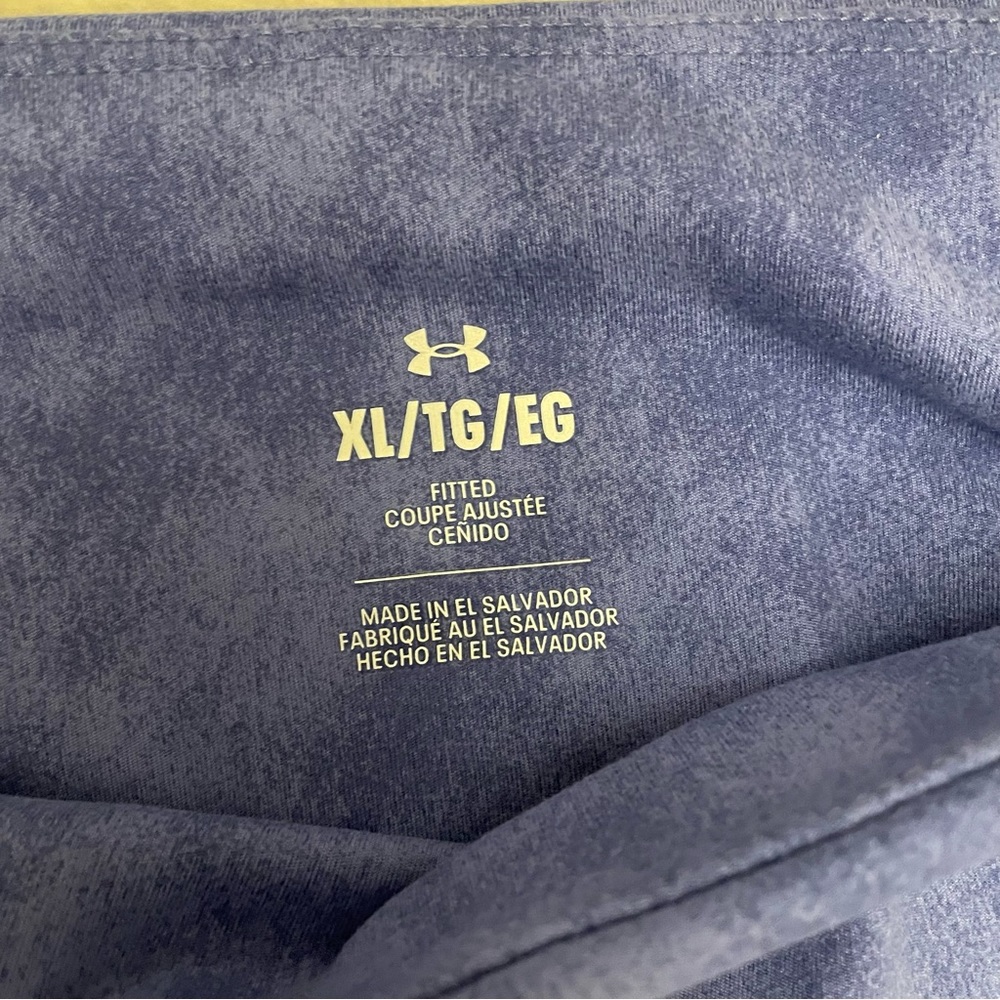 XL/TG/EG
FITTED
COUPE AJUSTÉE
CEÑIDO
MADE IN EL SALVADOR
FABRIQUÉ AU EL SALVADOR
HECHO EN EL SALVADOR